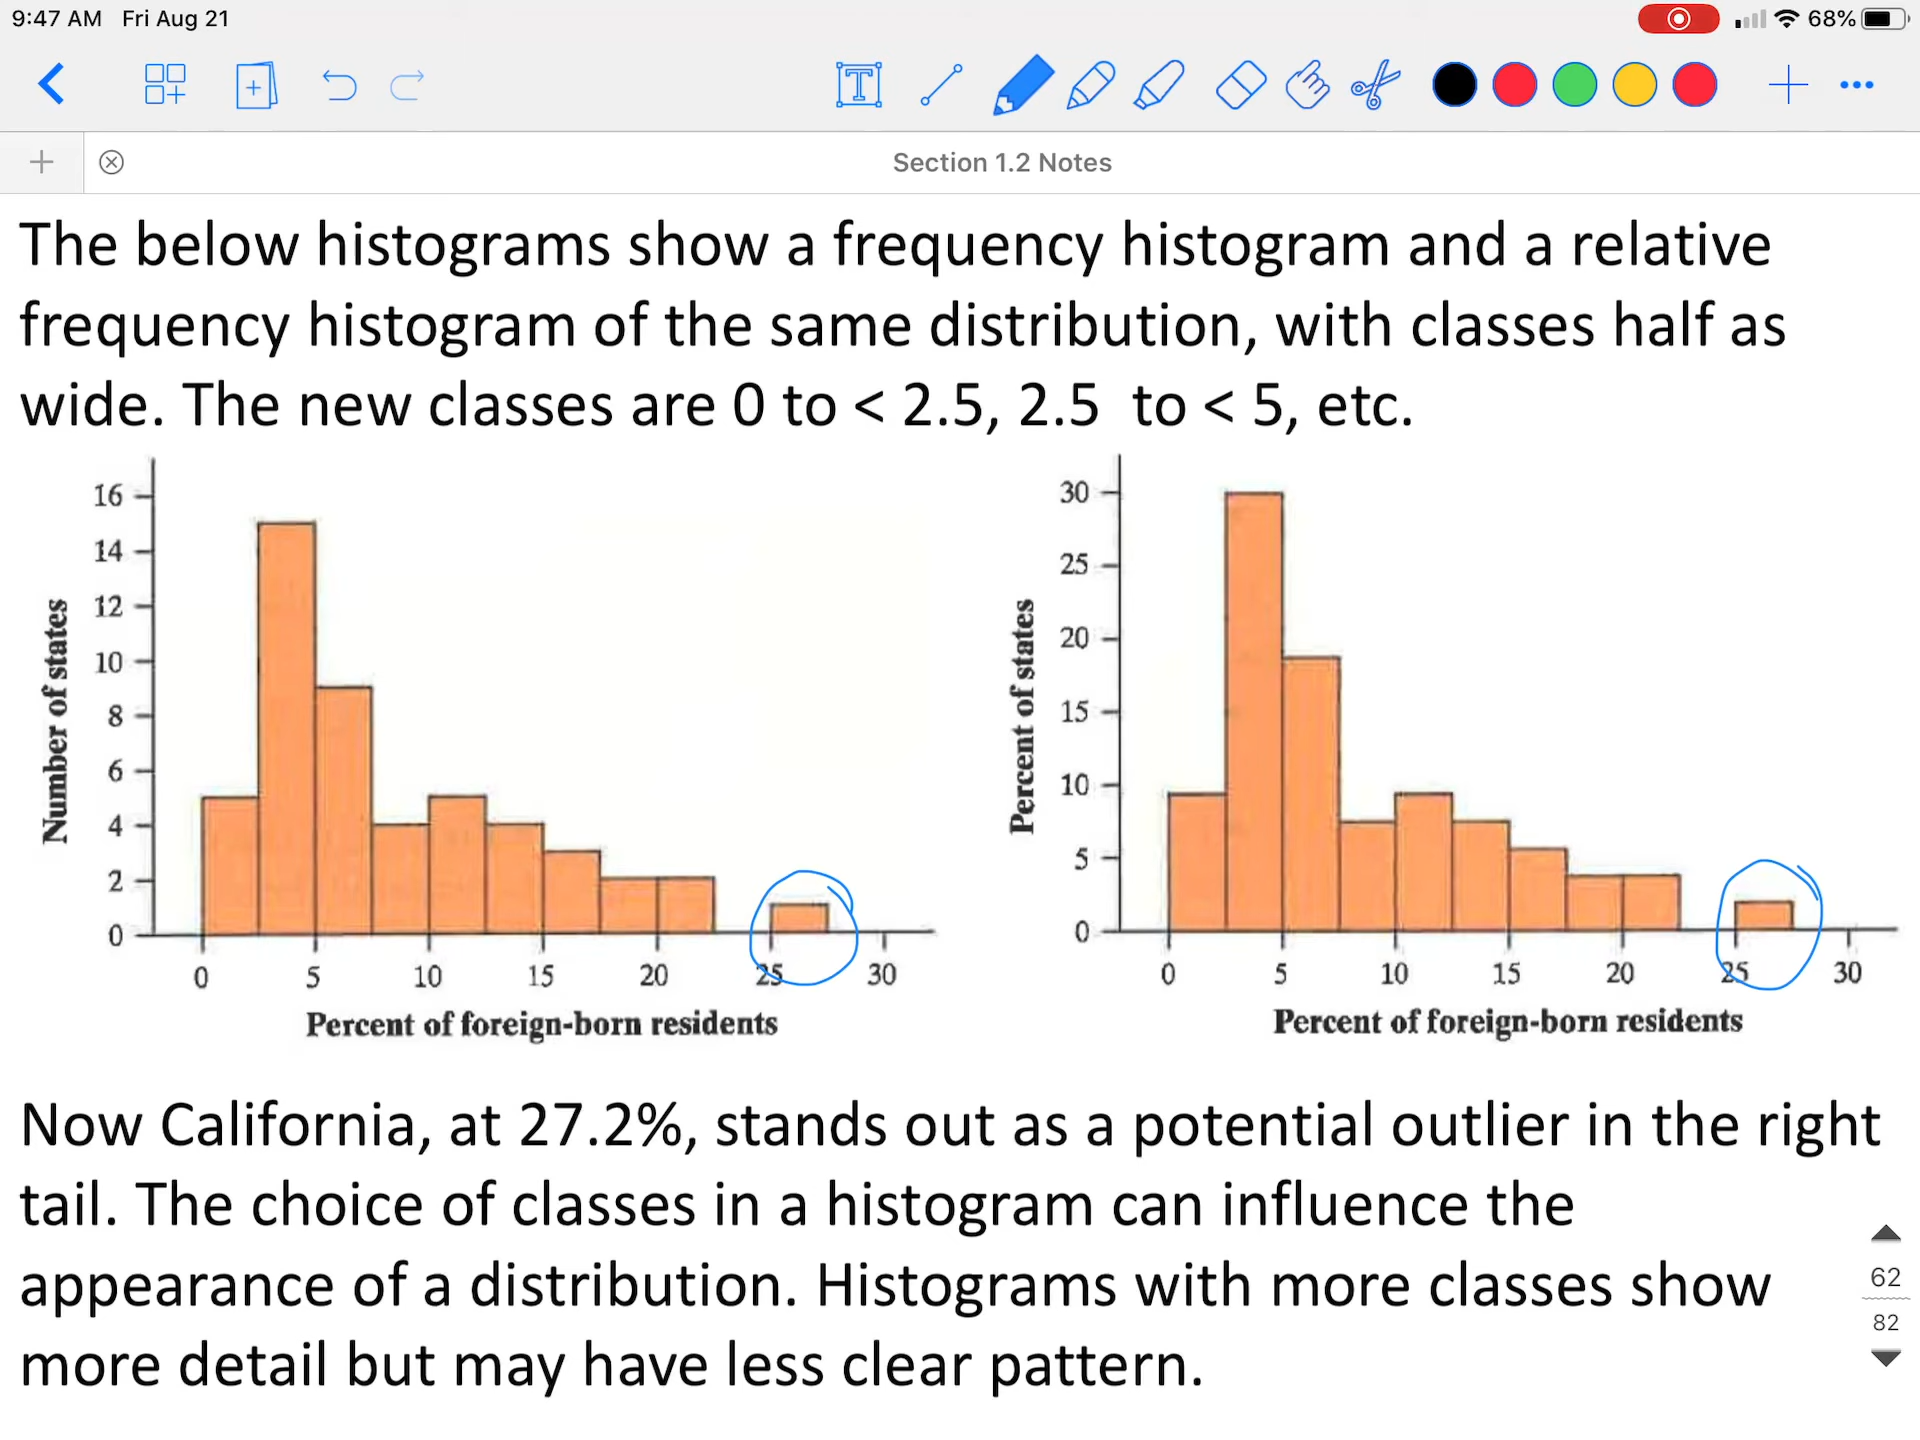 9:47 AM Fri Aug 21
68%
T
Section 1.2 Notes
The below histograms show a frequency histogram and a relative
frequency histogram of the same distribution, with classes half as
wide. The new classes are 0 to < 2.5, 2.5 to < 5, etc.
Number of states
16
14
12
10
8
6
4
2
0
0 5 10 15 20 25 30
Percent of foreign-born residents
Percent of states
30
25
20
15
10
5
0
0 5 10 15 20 25 30
Percent of foreign-born residents
Now California, at 27.2%, stands out as a potential outlier in the right
tail. The choice of classes in a histogram can influence the
appearance of a distribution. Histograms with more classes show
more detail but may have less clear pattern.
62
82